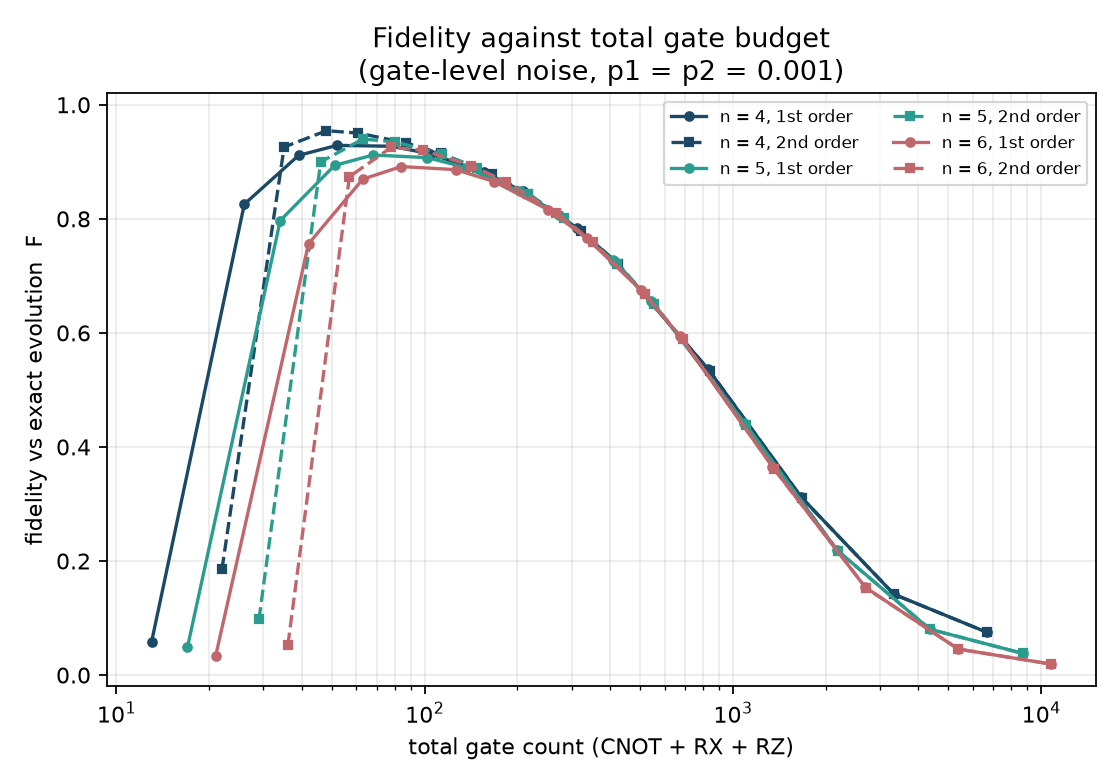 Fidelity against total gate budget
(gate-level noise, p1 = p2 = 0.001)
fidelity vs exact evolution F
1.0
0.8
0.6
0.4
0.2
0.0
n = 4, 1st order
n = 4, 2nd order
n = 5, 1st order
n = 5, 2nd order
n = 6, 1st order
n = 6, 2nd order
10¹ 10² 10³ 10⁴
total gate count (CNOT + RX + RZ)